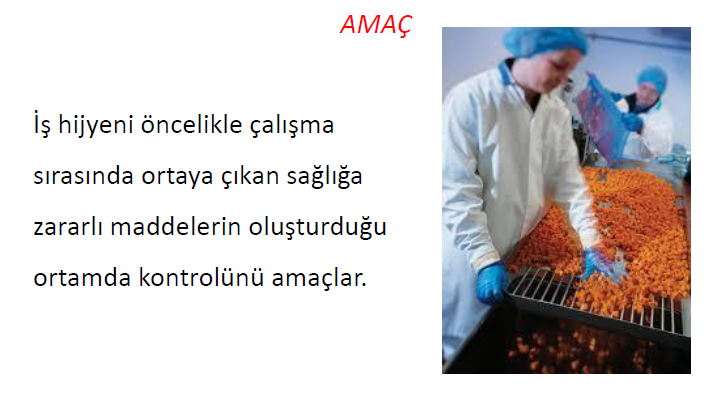 AMAÇ
İş hijyeni öncelikle çalışma
sırasında ortaya çıkan sağlığa
zararlı maddelerin oluşturduğu
ortamda kontrolünü amaçlar.